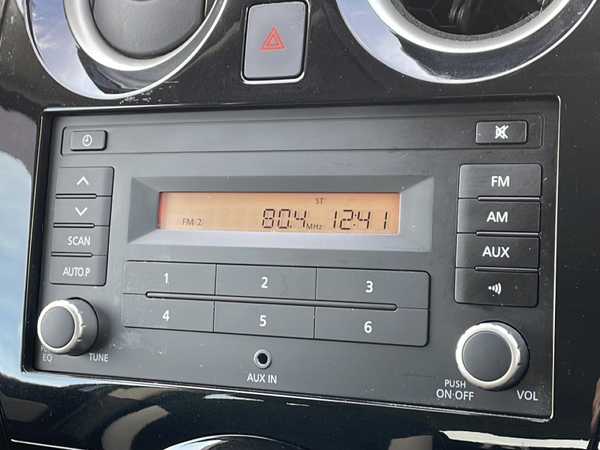 ST
FM-2 80.4 MHz 12:41
FM
AM
SCAN
AUX
AUTO P
1 2 3
4 5 6
EQ TUNE
AUX IN
PUSH
ON·OFF VOL